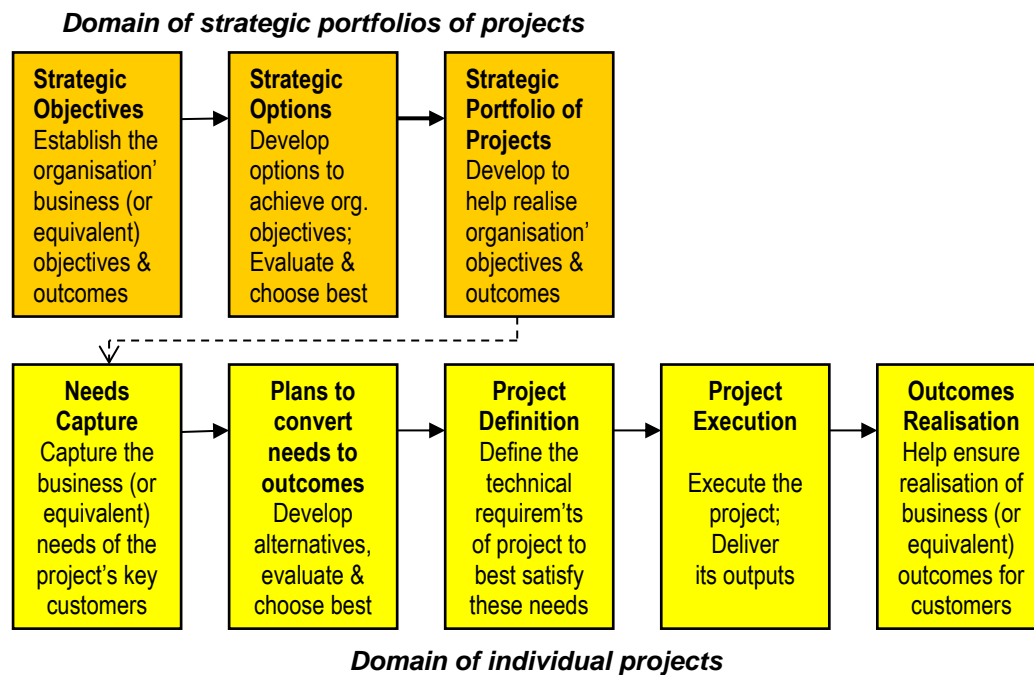 Domain of strategic portfolios of projects
Strategic
Objectives
Establish the
organisation’
business (or
equivalent)
objectives &
outcomes
Strategic
Options
Develop
options to
achieve org.
objectives;
Evaluate &
choose best
Strategic
Portfolio of
Projects
Develop to
help realise
organisation’
objectives &
outcomes
Needs
Capture
Capture the
business (or
equivalent)
needs of the
project’s key
customers
Plans to
convert
needs to
outcomes
Develop
alternatives,
evaluate &
choose best
Project
Definition
Define the
technical
requirem’ts
of project to
best satisfy
these needs
Project
Execution
Execute the
project;
Deliver
its outputs
Outcomes
Realisation
Help ensure
realisation of
business (or
equivalent)
outcomes for
customers
Domain of individual projects